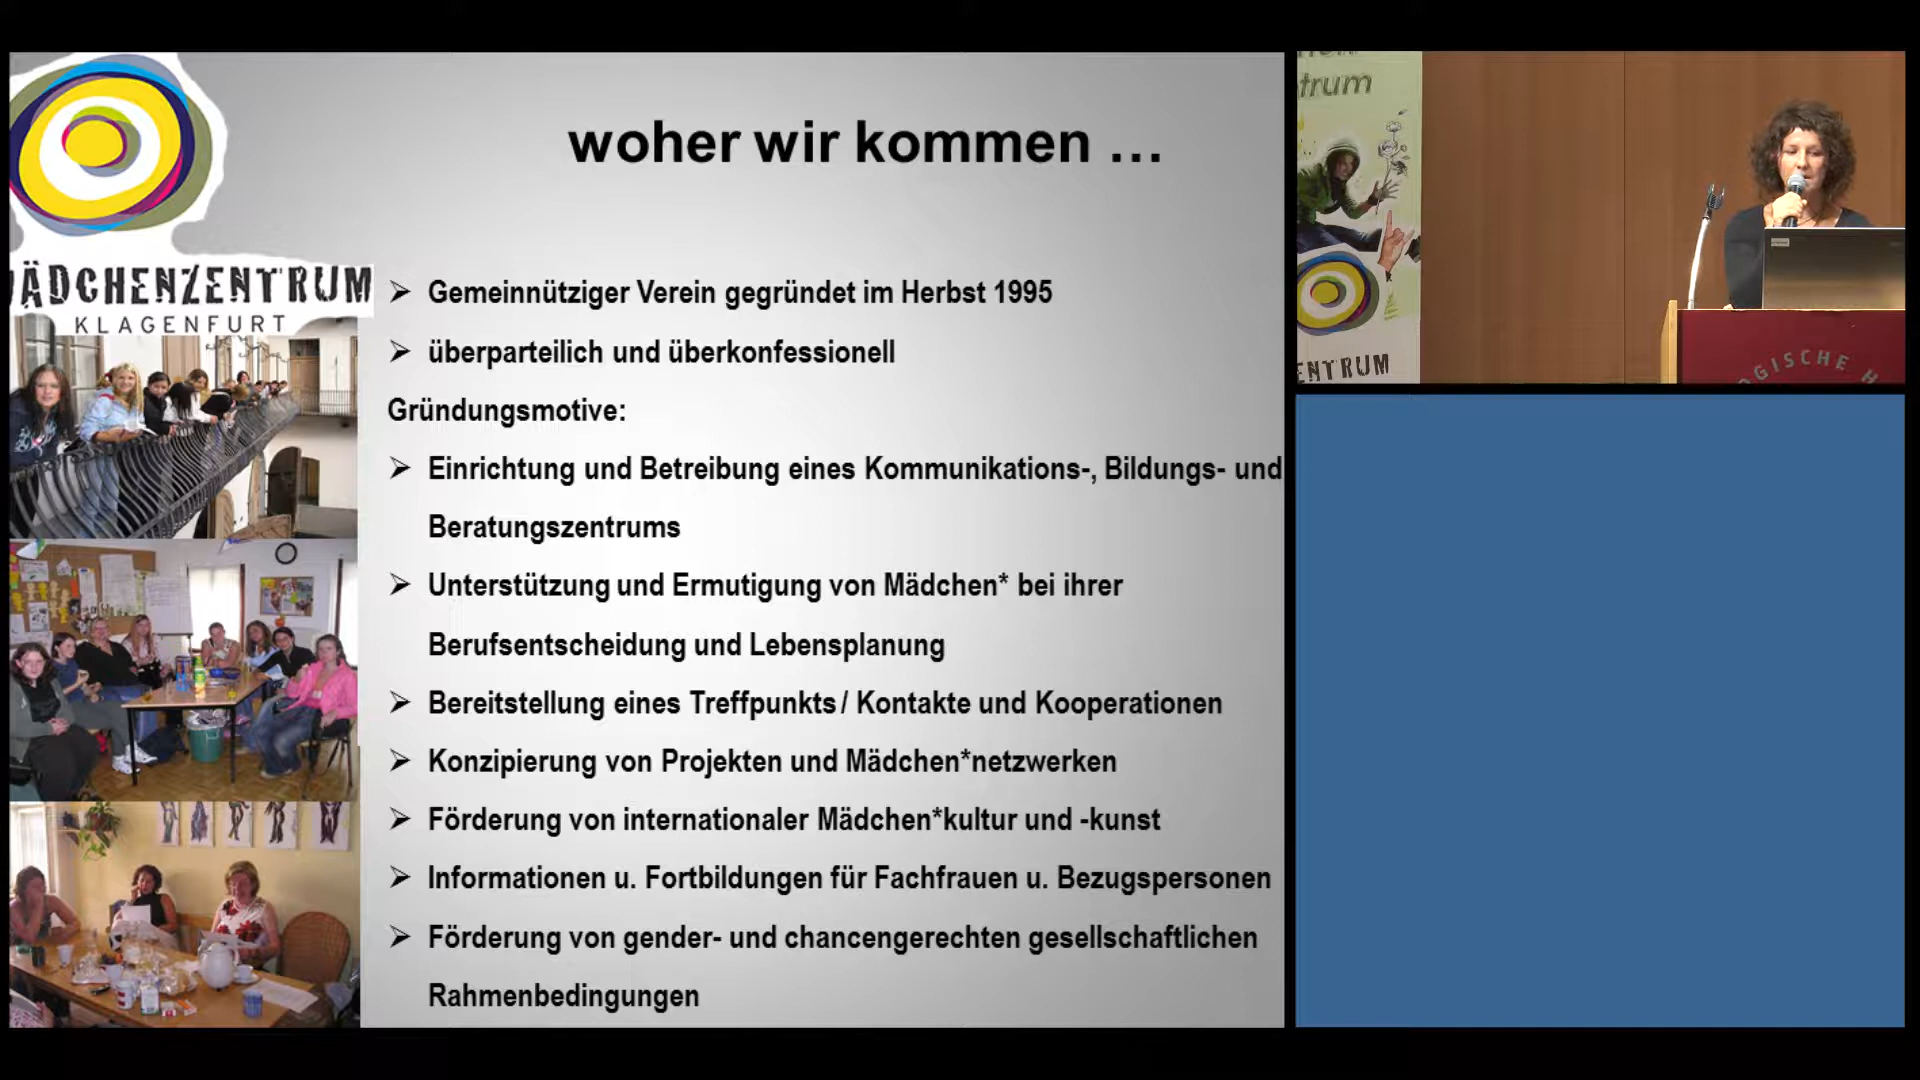 woher wir kommen …
ÄDCHENZENTRUM
KLAGENFURT
➢ Gemeinnütziger Verein gegründet im Herbst 1995
➢ überparteilich und überkonfessionell
Gründungsmotive:
➢ Einrichtung und Betreibung eines Kommunikations-, Bildungs- und
Beratungszentrums
➢ Unterstützung und Ermutigung von Mädchen* bei ihrer
Berufsentscheidung und Lebensplanung
➢ Bereitstellung eines Treffpunkts / Kontakte und Kooperationen
➢ Konzipierung von Projekten und Mädchen*netzwerken
➢ Förderung von internationaler Mädchen*kultur und -kunst
➢ Informationen u. Fortbildungen für Fachfrauen u. Bezugspersonen
➢ Förderung von gender- und chancengerechten gesellschaftlichen
Rahmenbedingungen
trum
ENTRUM
OGISCHE H